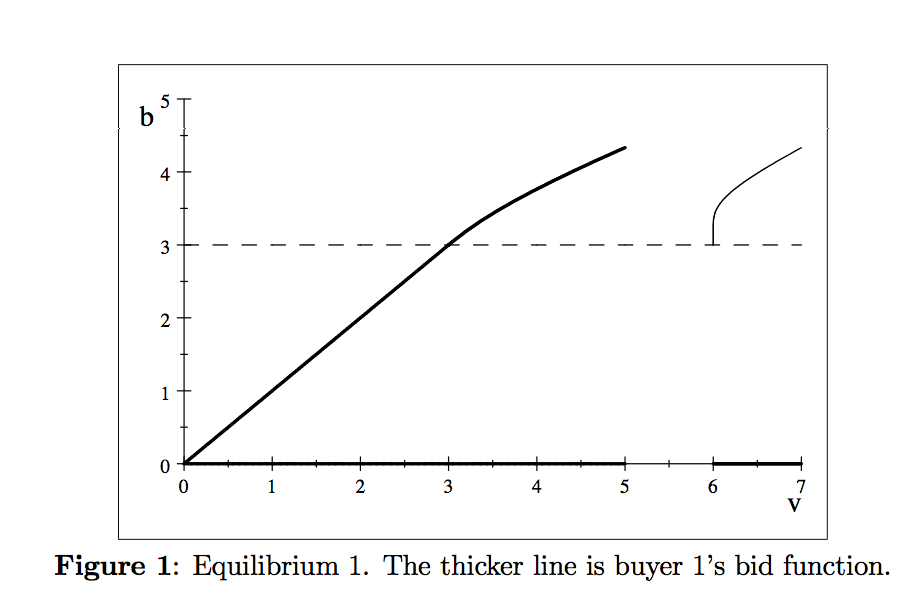 b
5
4
3
2
1
0
0 1 2 3 4 5 6 7
v
Figure 1: Equilibrium 1. The thicker line is buyer 1's bid function.